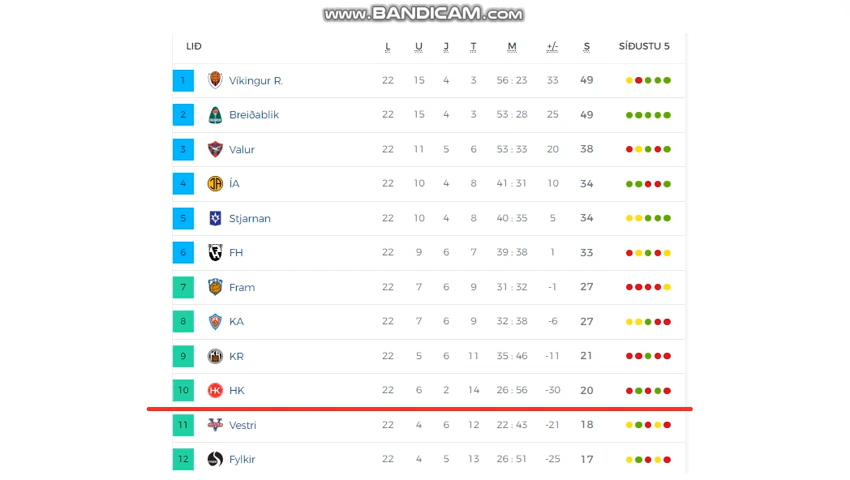 www.BANDICAM.com
LIÐ L U J T M +/- S SÍÐUSTU 5
1 Víkingur R. 22 15 4 3 56 : 23 33 49
2 Breiðablik 22 15 4 3 53 : 28 25 49
3 Valur 22 11 5 6 53 : 33 20 38
4 ÍA 22 10 4 8 41 : 31 10 34
5 Stjarnan 22 10 4 8 40 : 35 5 34
6 FH 22 9 6 7 39 : 38 1 33
7 Fram 22 7 6 9 31 : 32 -1 27
8 KA 22 7 6 9 32 : 38 -6 27
9 KR 22 5 6 11 35 : 46 -11 21
10 HK HK 22 6 2 14 26 : 56 -30 20
11 Vestri 22 4 6 12 22 : 43 -21 18
12 Fylkir 22 4 5 13 26 : 51 -25 17